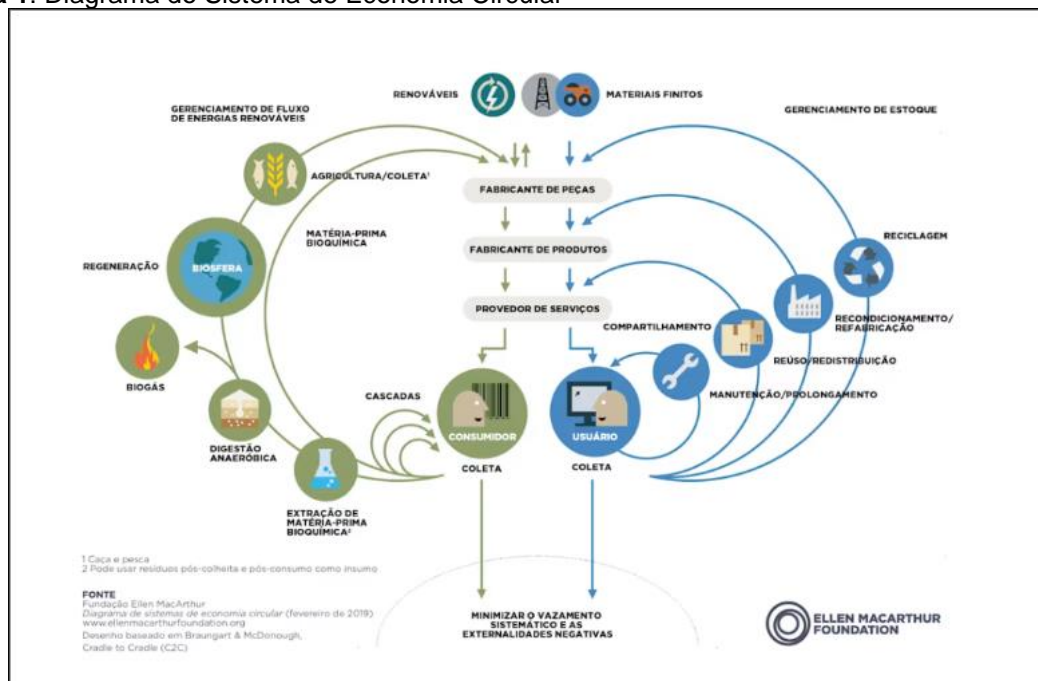 1. Diagrama do Sistema de Economia Circular
RENOVÁVEIS
MATERIAIS FINITOS
GERENCIAMENTO DE FLUXO
DE ENERGIAS RENOVÁVEIS
GERENCIAMENTO DE ESTOQUE
AGRICULTURA/COLETA¹
FABRICANTE DE PEÇAS
MATÉRIA-PRIMA
BIOQUÍMICA
RECICLAGEM
FABRICANTE DE PRODUTOS
REGENERAÇÃO
BIOSFERA
PROVEDOR DE SERVIÇOS
RECONDICIONAMENTO/
REFABRICAÇÃO
COMPARTILHAMENTO
REÚSO/REDISTRIBUIÇÃO
BIOGÁS
MANUTENÇÃO/PROLONGAMENTO
CASCADAS
CONSUMIDOR
USUÁRIO
DIGESTÃO
ANAERÓBICA
COLETA
COLETA
EXTRAÇÃO DE
MATÉRIA-PRIMA
BIOQUÍMICA²
1 Caça e pesca
2 Pode usar resíduos pós-colheita e pós-consumo como insumo
FONTE
Fundação Ellen MacArthur
Diagrama de sistemas de economia circular (fevereiro de 2019)
www.ellenmacarthurfoundation.org
Desenho baseado em Braungart & McDonough,
Cradle to Cradle (C2C)
MINIMIZAR O VAZAMENTO
SISTEMÁTICO E AS
EXTERNALIDADES NEGATIVAS
ELLEN MACARTHUR
FOUNDATION